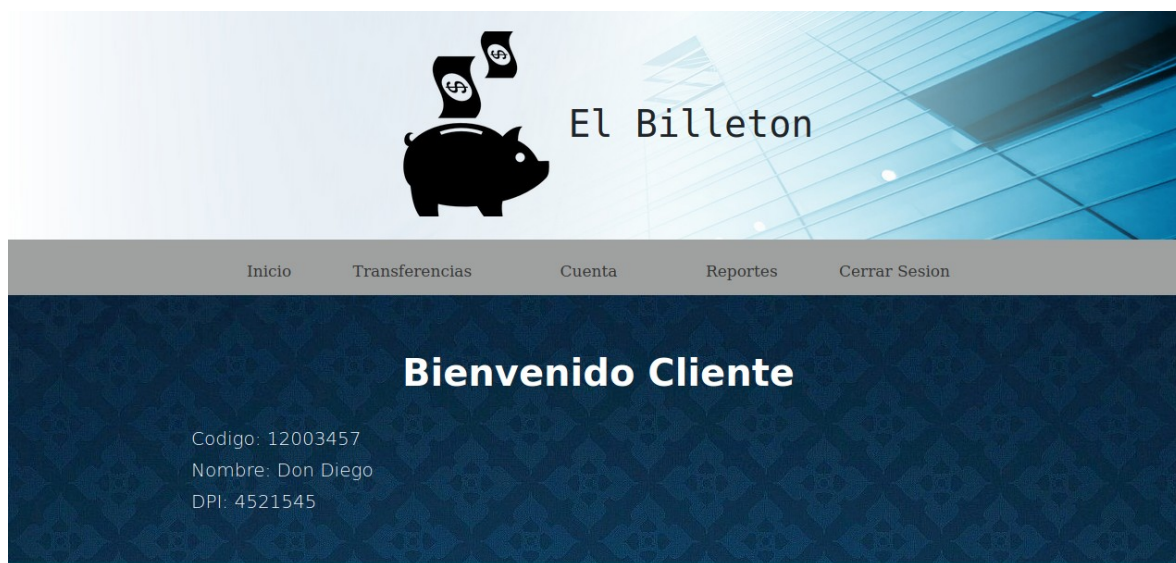 $
$
El Billeton
Inicio Transferencias Cuenta Reportes Cerrar Sesion
Bienvenido Cliente
Codigo: 12003457
Nombre: Don Diego
DPI: 4521545